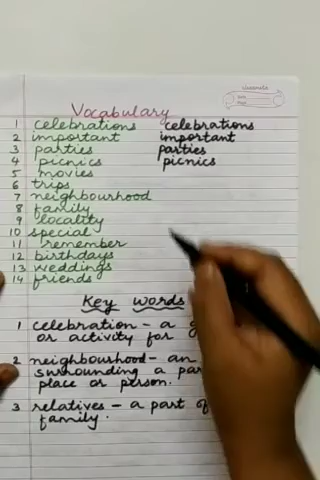 Vocabulary
1 celebrations celebrations
2 important important
3 parties parties
4 picnics picnics
5 movies
6 trips
7 neighbourhood
8 family
9 locality
10 special
11 remember
12 birthdays
13 weddings
14 friends
Key words
1 celebration - a
or activity for
2 neighbourhood - an
surrounding a
place or person.
3 relatives - a part of
family.